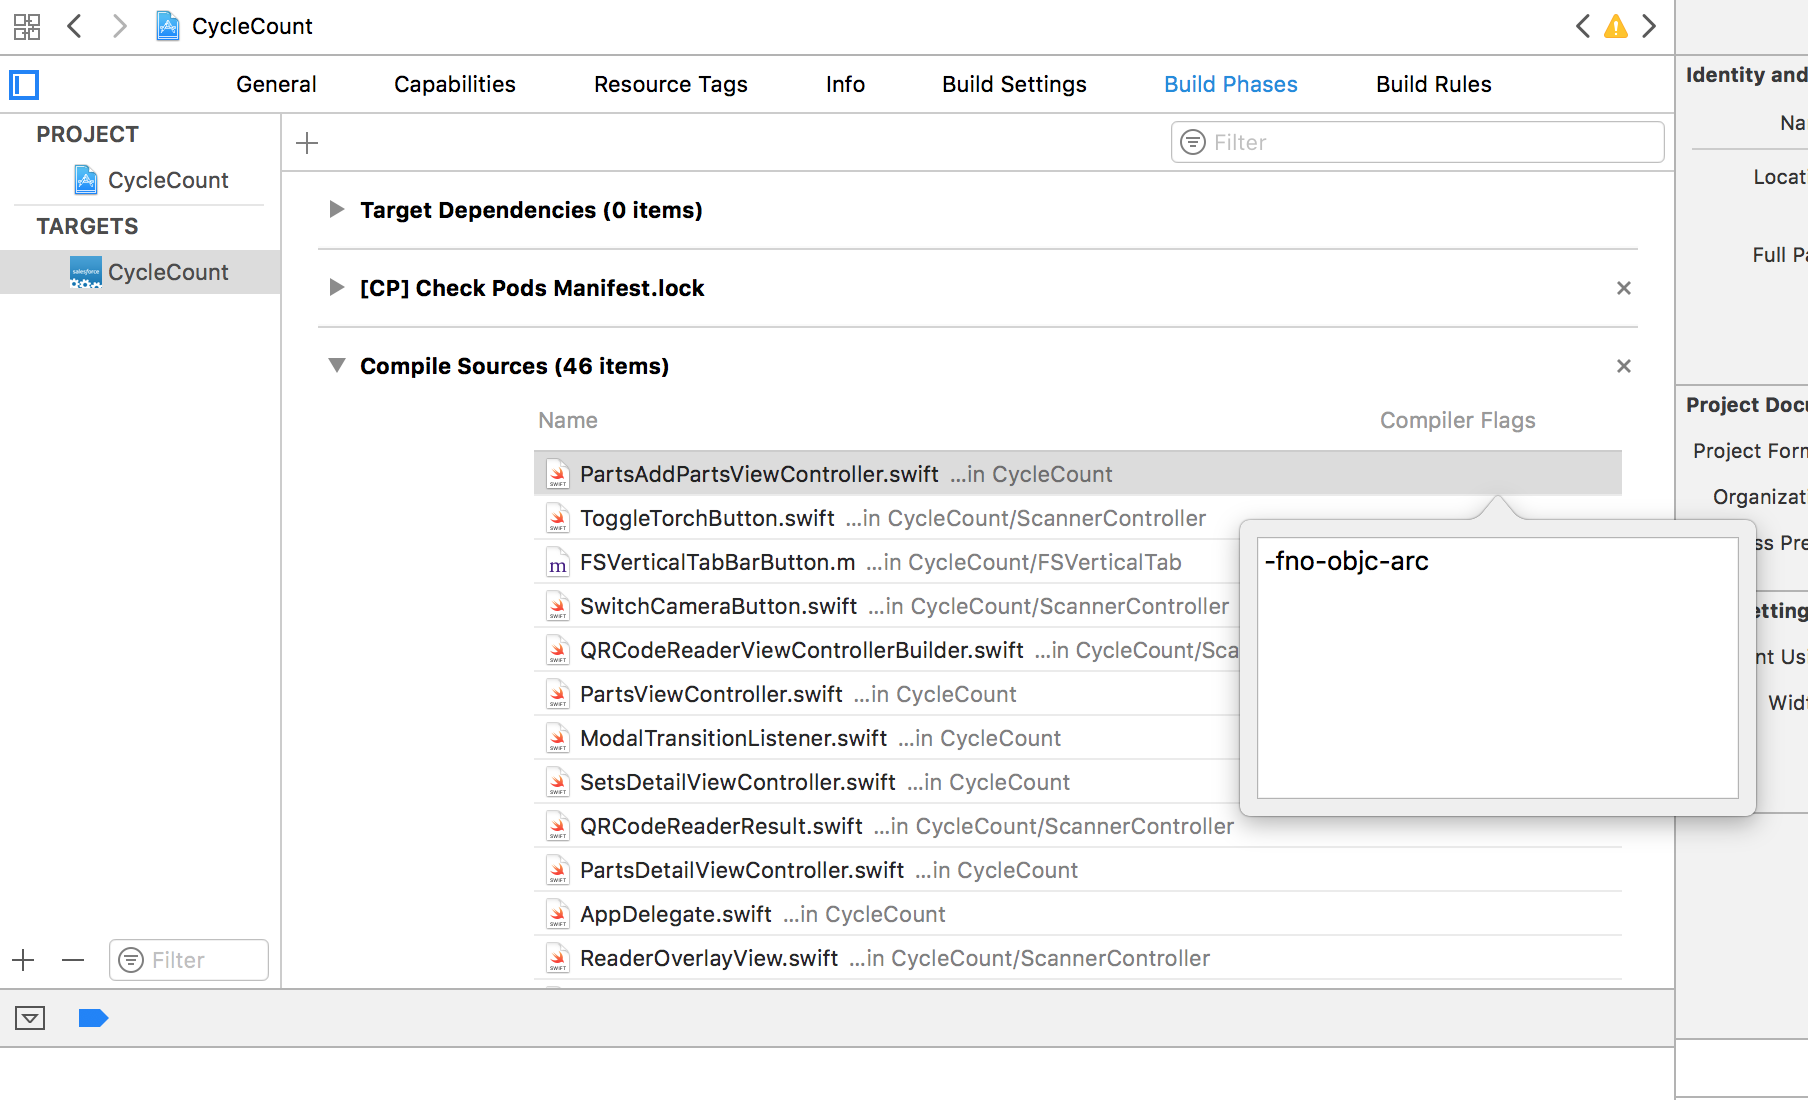 CycleCount
General Capabilities Resource Tags Info Build Settings Build Phases Build Rules
PROJECT
CycleCount
TARGETS
salesforce
CycleCount
Filter
Filter
Target Dependencies (0 items)
[CP] Check Pods Manifest.lock
Compile Sources (46 items)
Name Compiler Flags
PartsAddPartsViewController.swift ...in CycleCount
ToggleTorchButton.swift ...in CycleCount/ScannerController
FSVerticalTabBarButton.m ...in CycleCount/FSVerticalTab
SwitchCameraButton.swift ...in CycleCount/ScannerController
QRCodeReaderViewControllerBuilder.swift ...in CycleCount/Sca
PartsViewController.swift ...in CycleCount
ModalTransitionListener.swift ...in CycleCount
SetsDetailViewController.swift ...in CycleCount
QRCodeReaderResult.swift ...in CycleCount/ScannerController
PartsDetailViewController.swift ...in CycleCount
AppDelegate.swift ...in CycleCount
ReaderOverlayView.swift ...in CycleCount/ScannerController
-fno-objc-arc
Identity and
Na
Locati
Full Pa
Project Docu
Project Form
Organizati
ss Pre
etting
nt Us
Widt